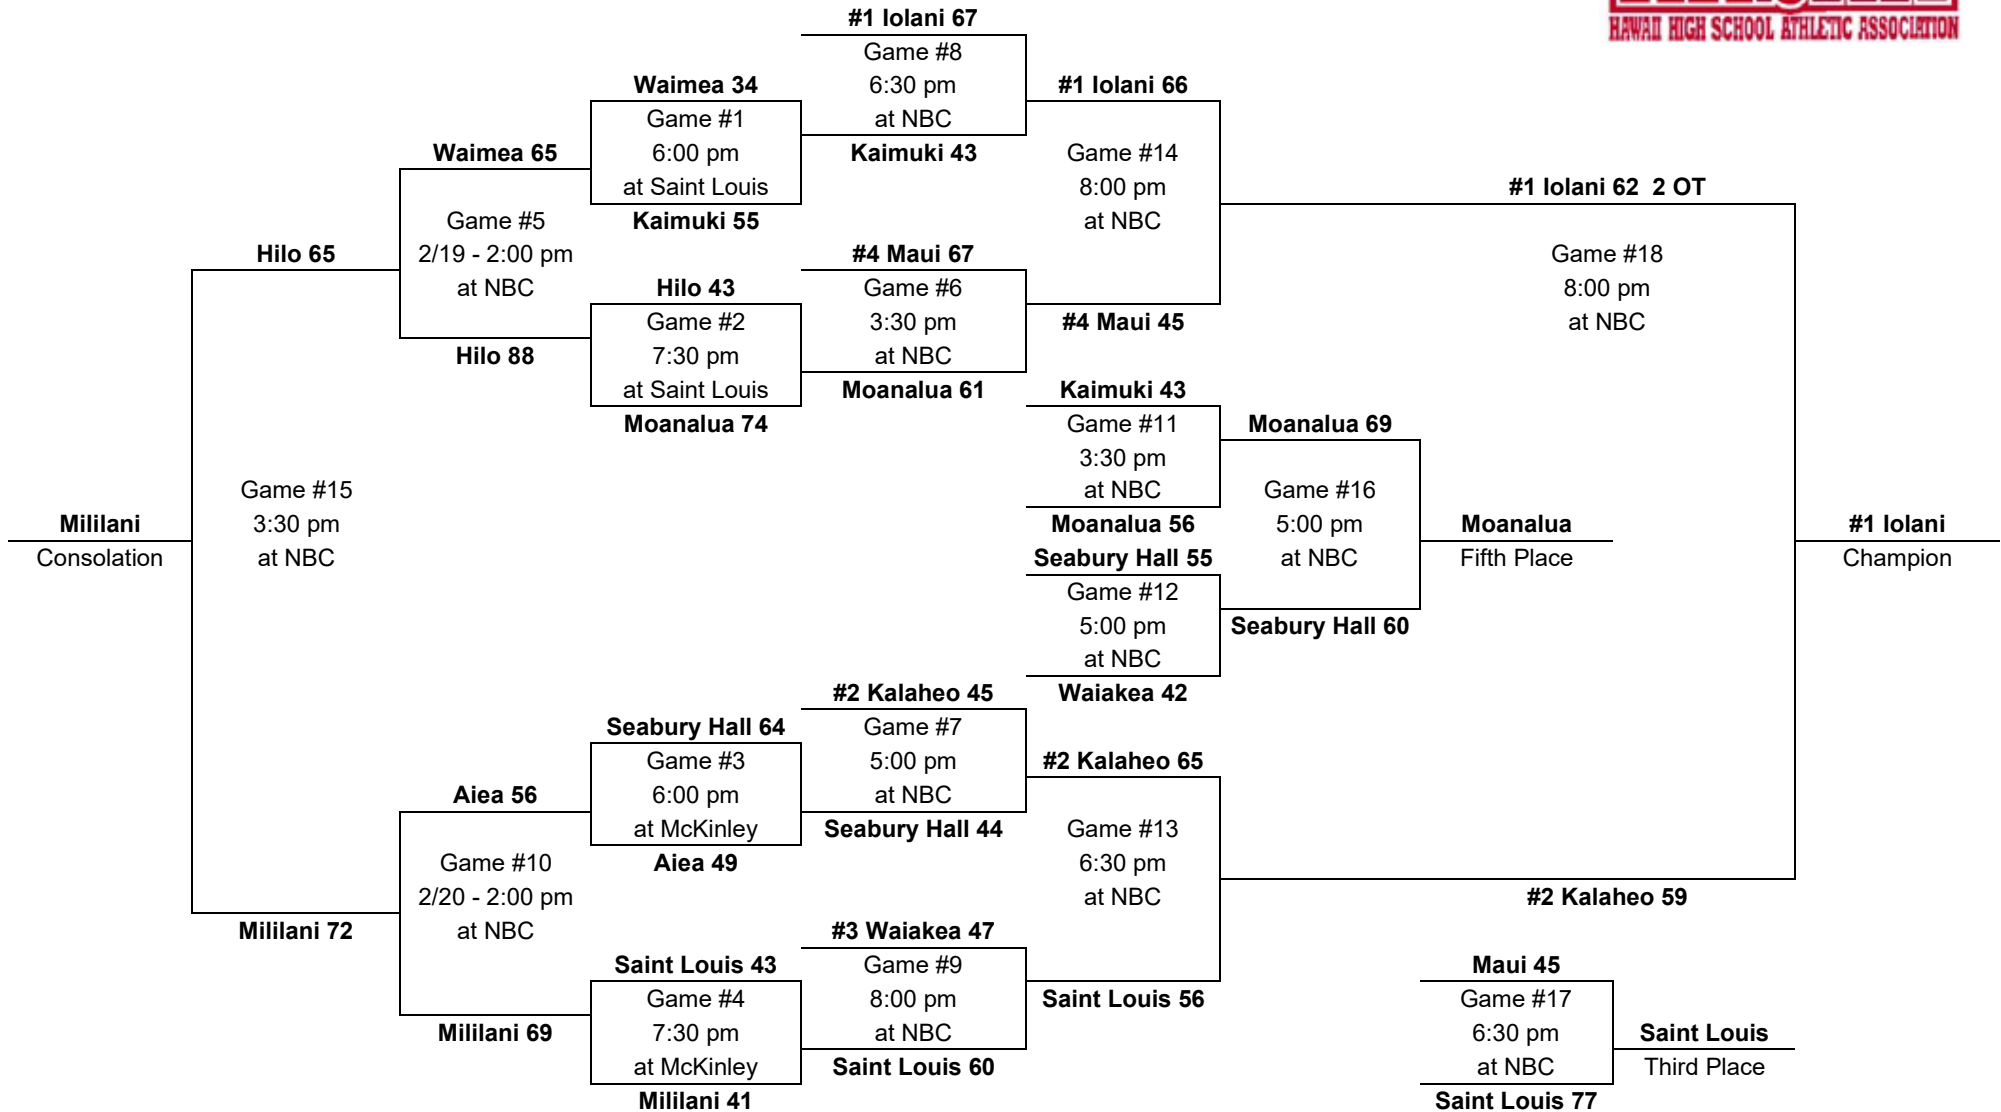 HAWAII HIGH SCHOOL ATHLETIC ASSOCIATION
#1 Iolani 67
Game #8
6:30 pm
at NBC
Kaimuki 43
Waimea 34
Game #1
6:00 pm
at Saint Louis
Kaimuki 55
#1 Iolani 66
Game #14
8:00 pm
at NBC
#4 Maui 45
Waimea 65
Game #5
2/19 - 2:00 pm
at NBC
Hilo 88
#1 Iolani 62 2 OT
Game #18
8:00 pm
at NBC
#2 Kalaheo 59
Hilo 65
Game #15
3:30 pm
at NBC
Mililani 72
#4 Maui 67
Game #6
3:30 pm
at NBC
Moanalua 61
Hilo 43
Game #2
7:30 pm
at Saint Louis
Moanalua 74
Kaimuki 43
Game #11
3:30 pm
at NBC
Moanalua 56
Moanalua 69
Game #16
5:00 pm
at NBC
Seabury Hall 60
Seabury Hall 55
Game #12
5:00 pm
at NBC
Waiakea 42
Mililani
Consolation
Moanalua
Fifth Place
#1 Iolani
Champion
#2 Kalaheo 45
Game #7
5:00 pm
at NBC
Seabury Hall 44
Seabury Hall 64
Game #3
6:00 pm
at McKinley
Aiea 49
#2 Kalaheo 65
Game #13
6:30 pm
at NBC
Saint Louis 56
Aiea 56
Game #10
2/20 - 2:00 pm
at NBC
Mililani 69
#3 Waiakea 47
Game #9
8:00 pm
at NBC
Saint Louis 60
Saint Louis 43
Game #4
7:30 pm
at McKinley
Mililani 41
Maui 45
Game #17
6:30 pm
at NBC
Saint Louis 77
Saint Louis
Third Place